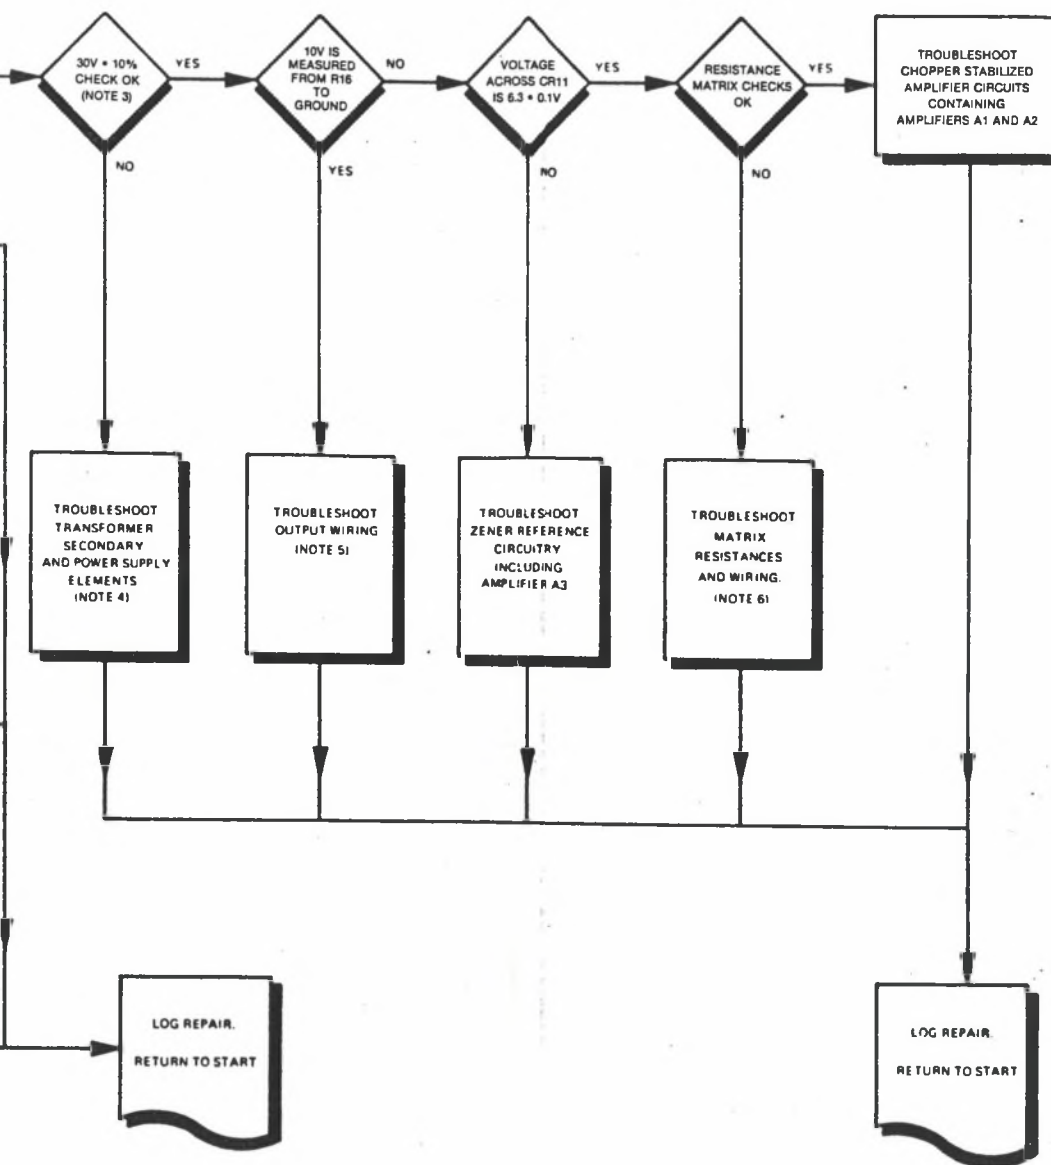 30V • 10%
CHECK OK
(NOTE 3)
YES
NO
10V IS
MEASURED
FROM R16
TO
GROUND
NO
YES
VOLTAGE
ACROSS CR11
IS 6.3 • 0.1V
YES
NO
RESISTANCE
MATRIX CHECKS
OK
YES
NO
TROUBLESHOOT
CHOPPER STABILIZED
AMPLIFIER CIRCUITS
CONTAINING
AMPLIFIERS A1 AND A2
TROUBLESHOOT
TRANSFORMER
SECONDARY
AND POWER SUPPLY
ELEMENTS
(NOTE 4)
TROUBLESHOOT
OUTPUT WIRING
(NOTE 5)
TROUBLESHOOT
ZENER REFERENCE
CIRCUITRY
INCLUDING
AMPLIFIER A3
TROUBLESHOOT
MATRIX
RESISTANCES
AND WIRING.
(NOTE 6)
LOG REPAIR.
RETURN TO START
LOG REPAIR.
RETURN TO START